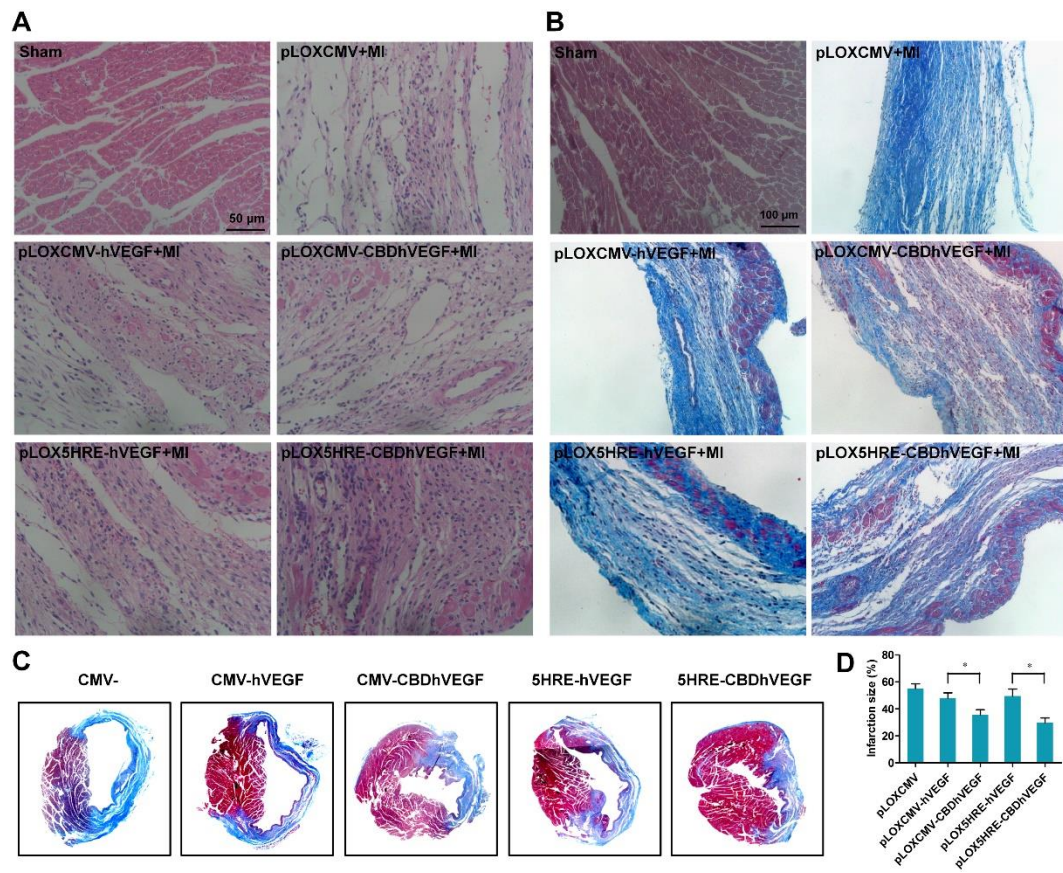 A
Sham
pLOXCMV+MI
50 µm
pLOXCMV-hVEGF+MI
pLOXCMV-CBDhVEGF+MI
pLOX5HRE-hVEGF+MI
pLOX5HRE-CBDhVEGF+MI
B
Sham
pLOXCMV+MI
100 µm
pLOXCMV-hVEGF+MI
pLOXCMV-CBDhVEGF+MI
pLOX5HRE-hVEGF+MI
pLOX5HRE-CBDhVEGF+MI
C
CMV-
CMV-hVEGF
CMV-CBDhVEGF
5HRE-hVEGF
5HRE-CBDhVEGF
D
Infarction size (%)
80
60
40
20
0
*
*
pLOXCMV
pLOXCMV-hVEGF
pLOXCMV-CBDhVEGF
pLOX5HRE-hVEGF
pLOX5HRE-CBDhVEGF